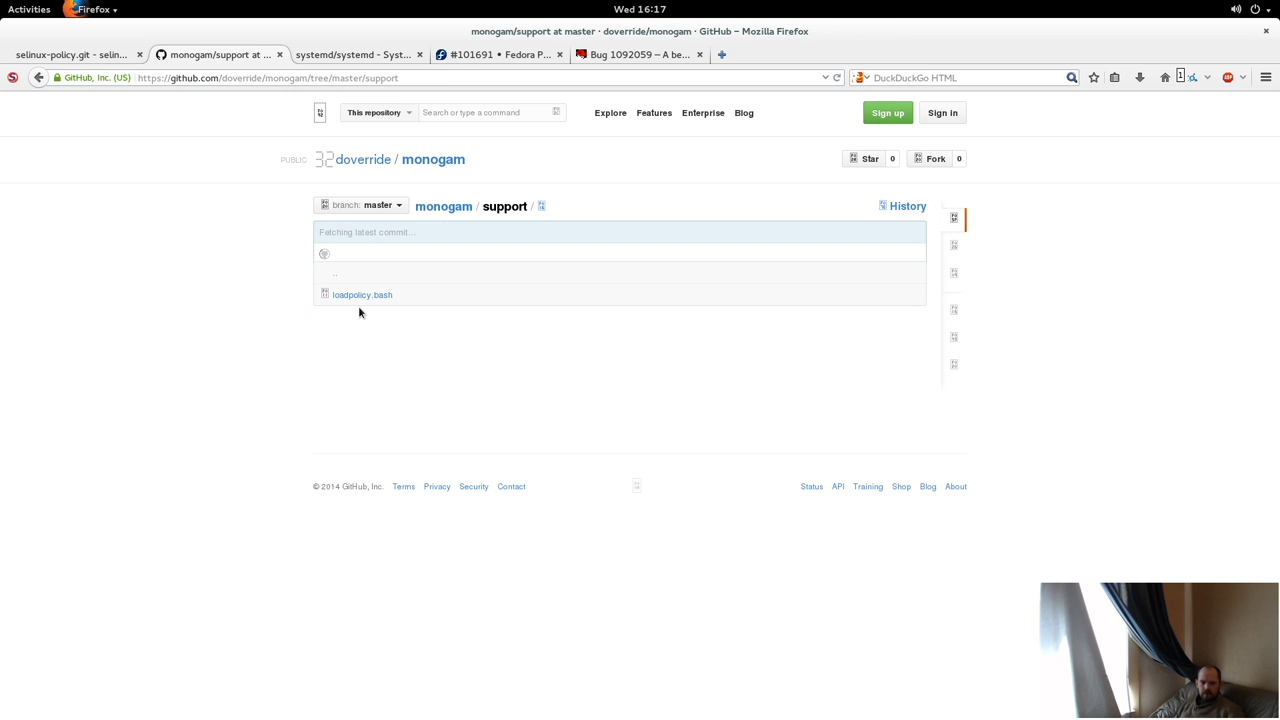 Activities Firefox Wed 16:17
monogam/support at master · doverride/monogam · GitHub – Mozilla Firefox
selinux-policy.git - selin... monogam/support at ... systemd/systemd - Syst... #101691 • Fedora P... Bug 1092059 – A be...
GitHub, Inc. (US) https://github.com/doverride/monogam/tree/master/support DuckDuckGo HTML 1
This repository Search or type a command Explore Features Enterprise Blog Sign up Sign in
PUBLIC doverride / monogam Star 0 Fork 0
branch: master monogam / support / History
Fetching latest commit…
..
loadpolicy.bash
© 2014 GitHub, Inc. Terms Privacy Security Contact Status API Training Shop Blog About